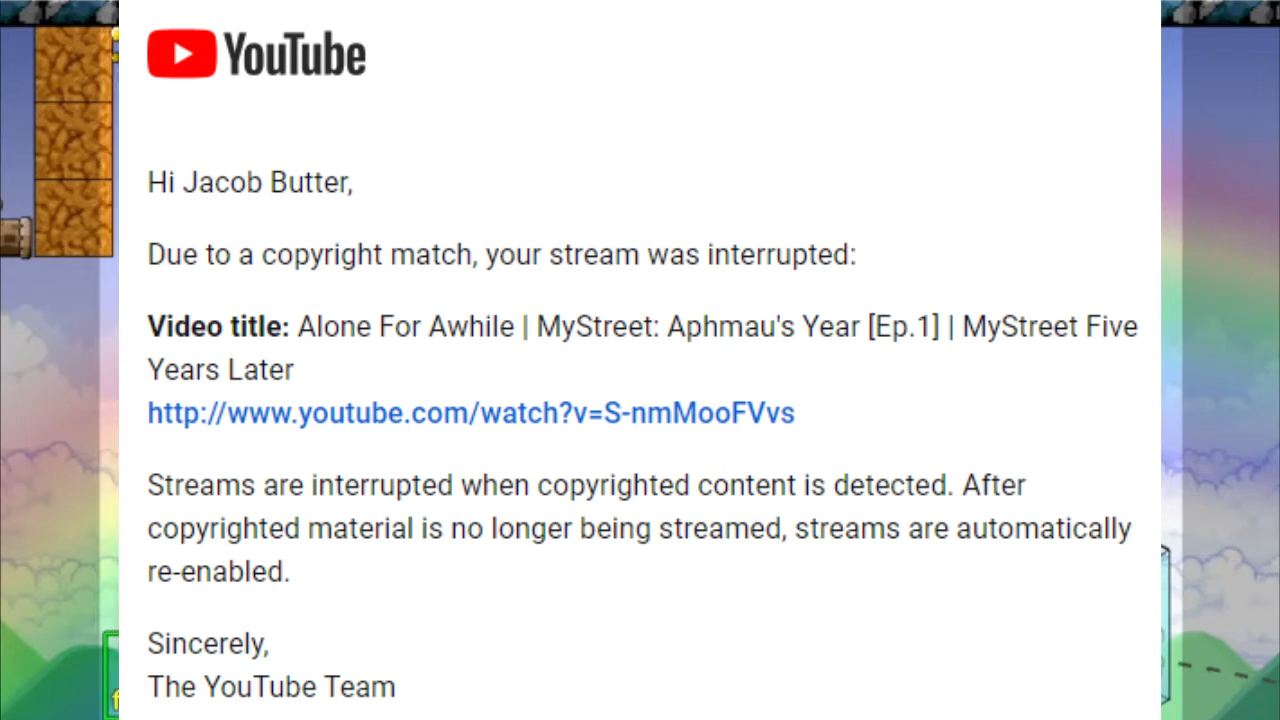 YouTube
Hi Jacob Butter,
Due to a copyright match, your stream was interrupted:
Video title: Alone For Awhile | MyStreet: Aphmau's Year [Ep.1] | MyStreet Five
Years Later
http://www.youtube.com/watch?v=S-nmMooFVvs
Streams are interrupted when copyrighted content is detected. After
copyrighted material is no longer being streamed, streams are automatically
re-enabled.
Sincerely,
The YouTube Team